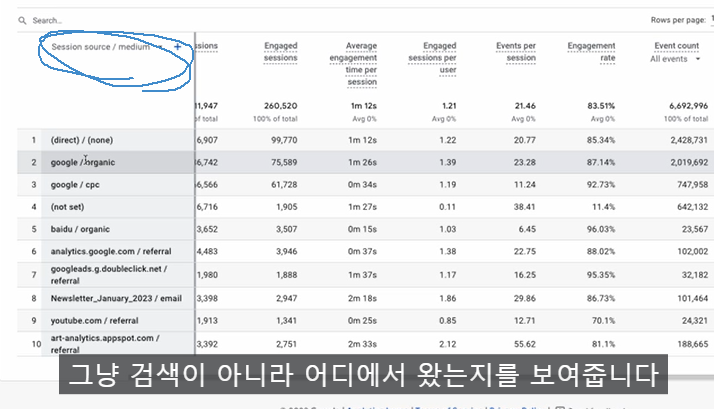 Search...
Rows per page:
Session source / medium +
Engaged sessions
Average engagement time per session
Engaged sessions per user
Events per session
Engagement rate
Event count
All events
11,947 260,520 1m 12s 1.21 21.46 83.51% 6,692,996
of total 100% of total Avg 0% Avg 0% Avg 0% Avg 0% 100% of total
1 (direct) / (none) 6,907 99,770 1m 12s 1.22 20.77 85.34% 2,428,731
2 google / organic 6,742 75,589 1m 26s 1.39 23.28 87.14% 2,019,692
3 google / cpc 6,566 61,728 0m 34s 1.19 11.24 92.73% 747,958
4 (not set) 6,716 1,905 1m 27s 0.11 38.41 11.4% 642,132
5 baidu / organic 3,652 3,507 0m 15s 1.03 6.45 96.03% 23,567
6 analytics.google.com / referral 4,483 3,946 0m 37s 1.38 22.75 88.02% 102,002
7 googleads.g.doubleclick.net / referral 1,980 1,888 1m 37s 1.17 16.25 95.35% 32,182
8 Newsletter_January_2023 / email 3,398 2,947 2m 18s 1.86 29.86 86.73% 101,464
9 youtube.com / referral 1,913 1,341 0m 25s 0.85 12.71 70.1% 24,321
10 art-analytics.appspot.com / referral 3,392 2,751 2m 33s 2.12 55.62 81.1% 188,665
그냥 검색이 아니라 어디에서 왔는지를 보여줍니다